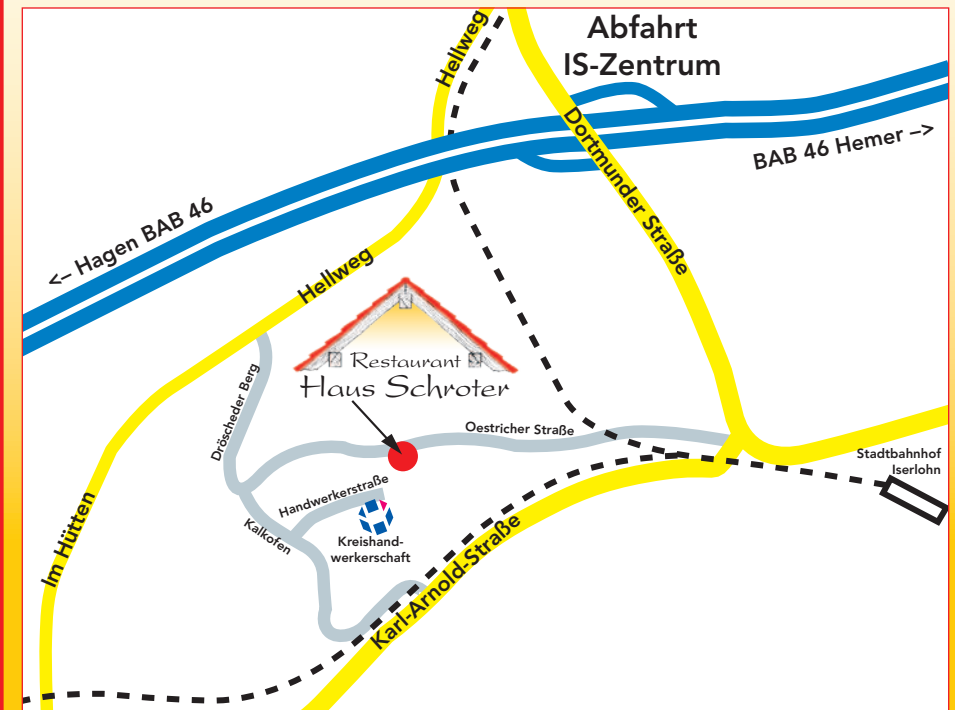 Abfahrt
IS-Zentrum
Hellweg
Dortmunder Straße
BAB 46 Hemer –>
<– Hagen BAB 46
Hellweg
Restaurant
Haus Schroter
Dröscheder Berg
Oestricher Straße
Stadtbahnhof
Iserlohn
Handwerkerstraße
Kalkofen
Kreishand-
werkerschaft
Im Hütten
Karl-Arnold-Straße